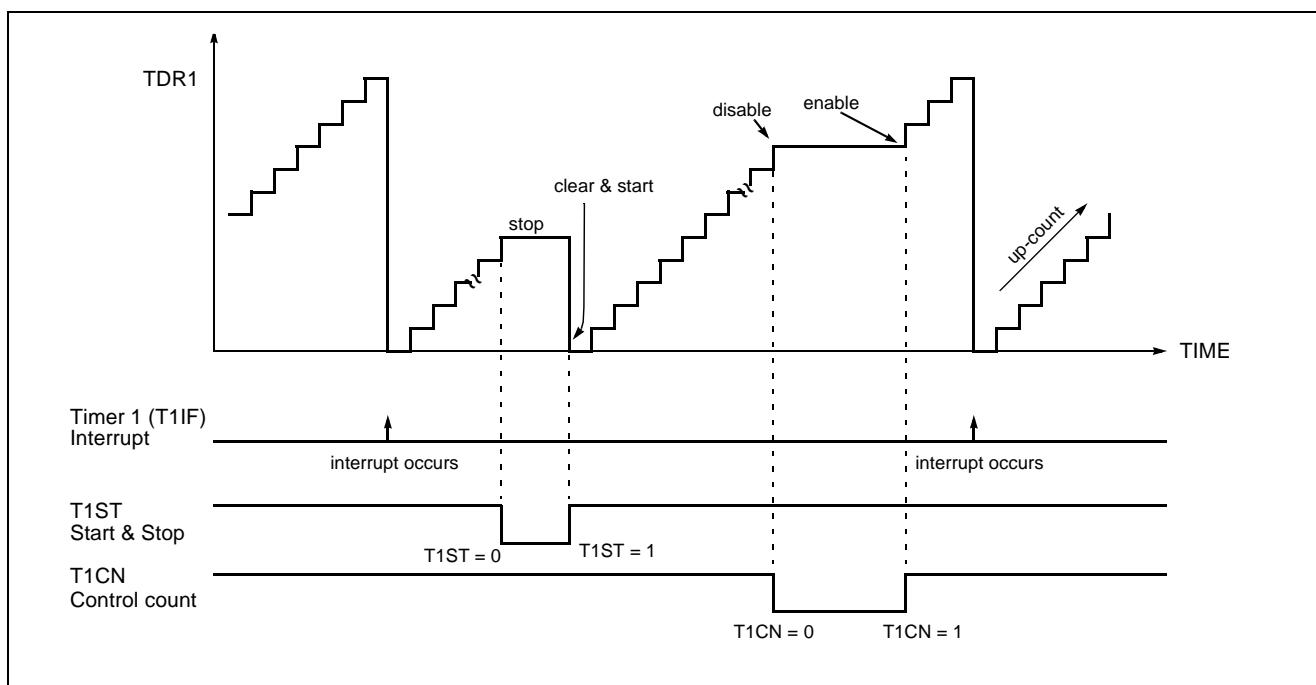 TDR1
disable
enable
clear & start
stop
up-count
TIME
Timer 1 (T1IF)
Interrupt
interrupt occurs
interrupt occurs
T1ST
Start & Stop
T1ST = 0
T1ST = 1
T1CN
Control count
T1CN = 0
T1CN = 1